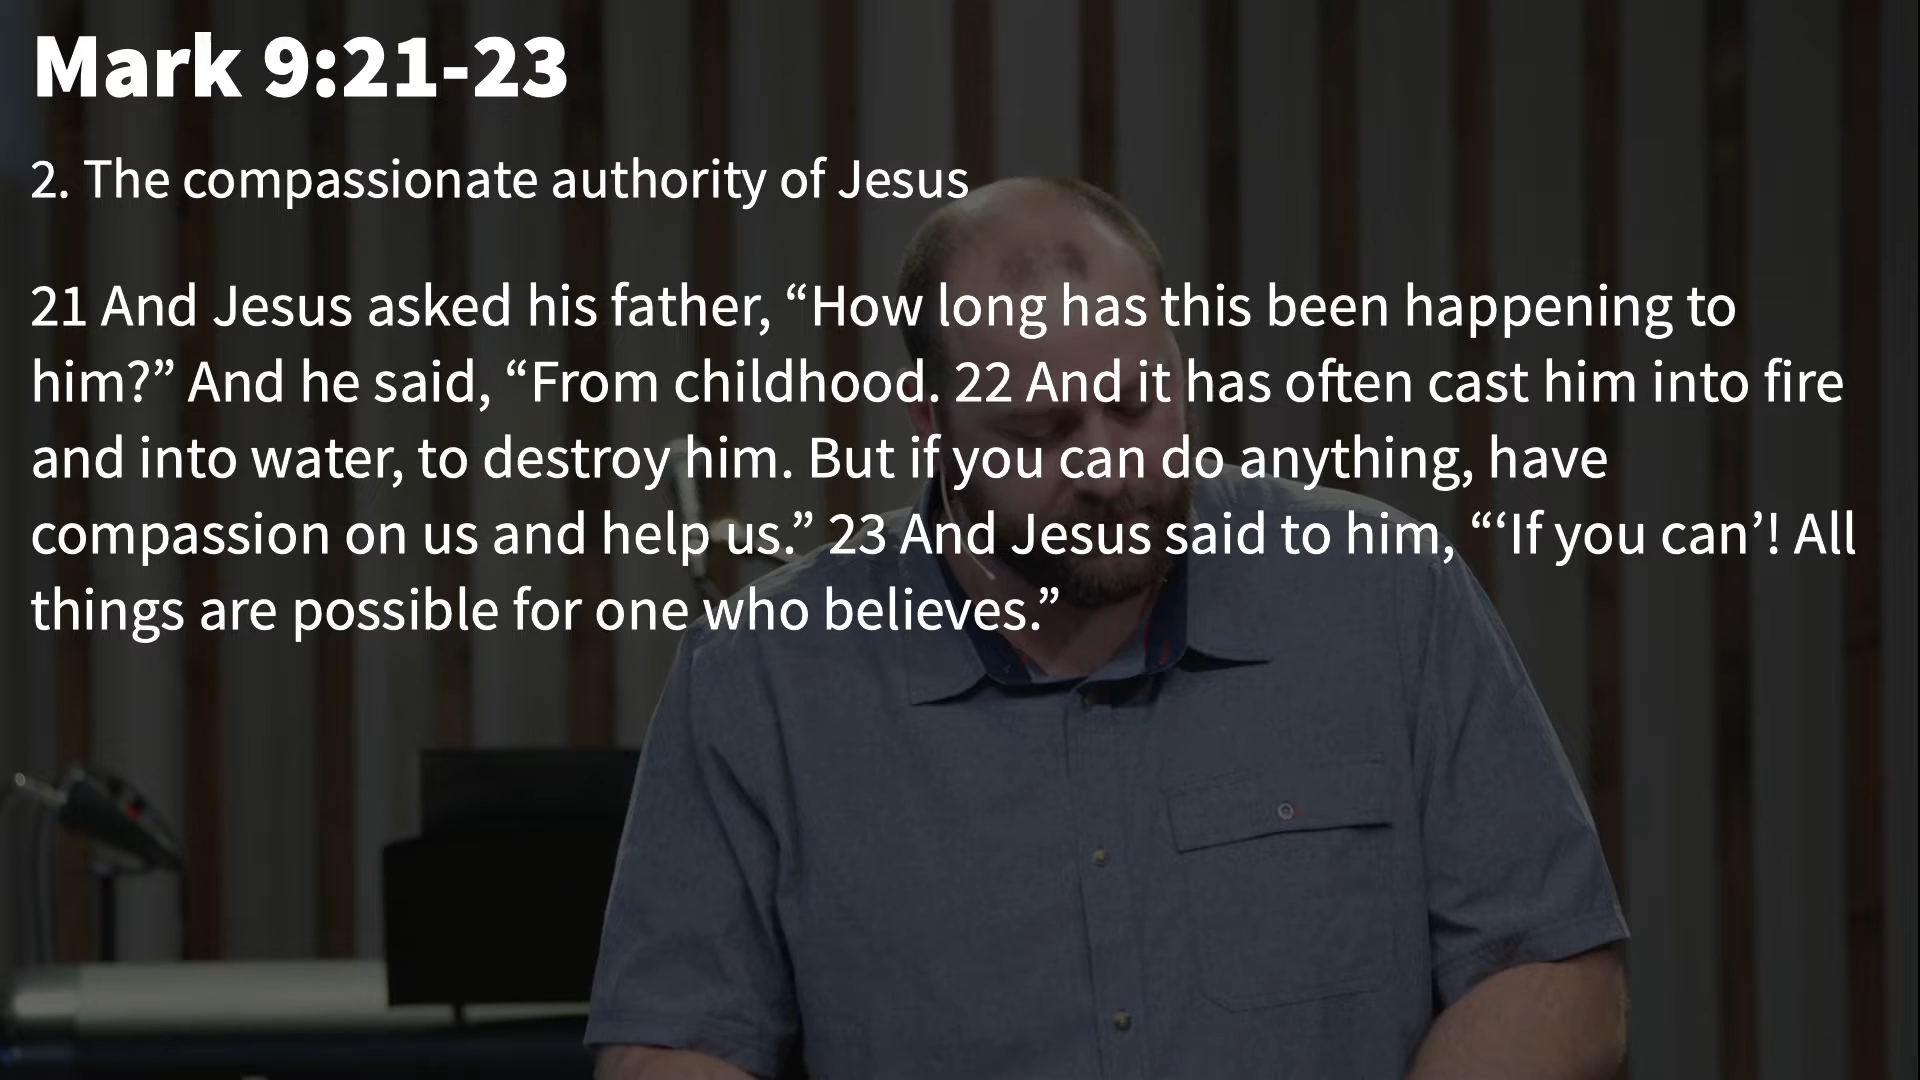 Mark 9:21-23
2. The compassionate authority of Jesus
21 And Jesus asked his father, “How long has this been happening to
him?” And he said, “From childhood. 22 And it has often cast him into fire
and into water, to destroy him. But if you can do anything, have
compassion on us and help us.” 23 And Jesus said to him, “‘If you can’! All
things are possible for one who believes.”